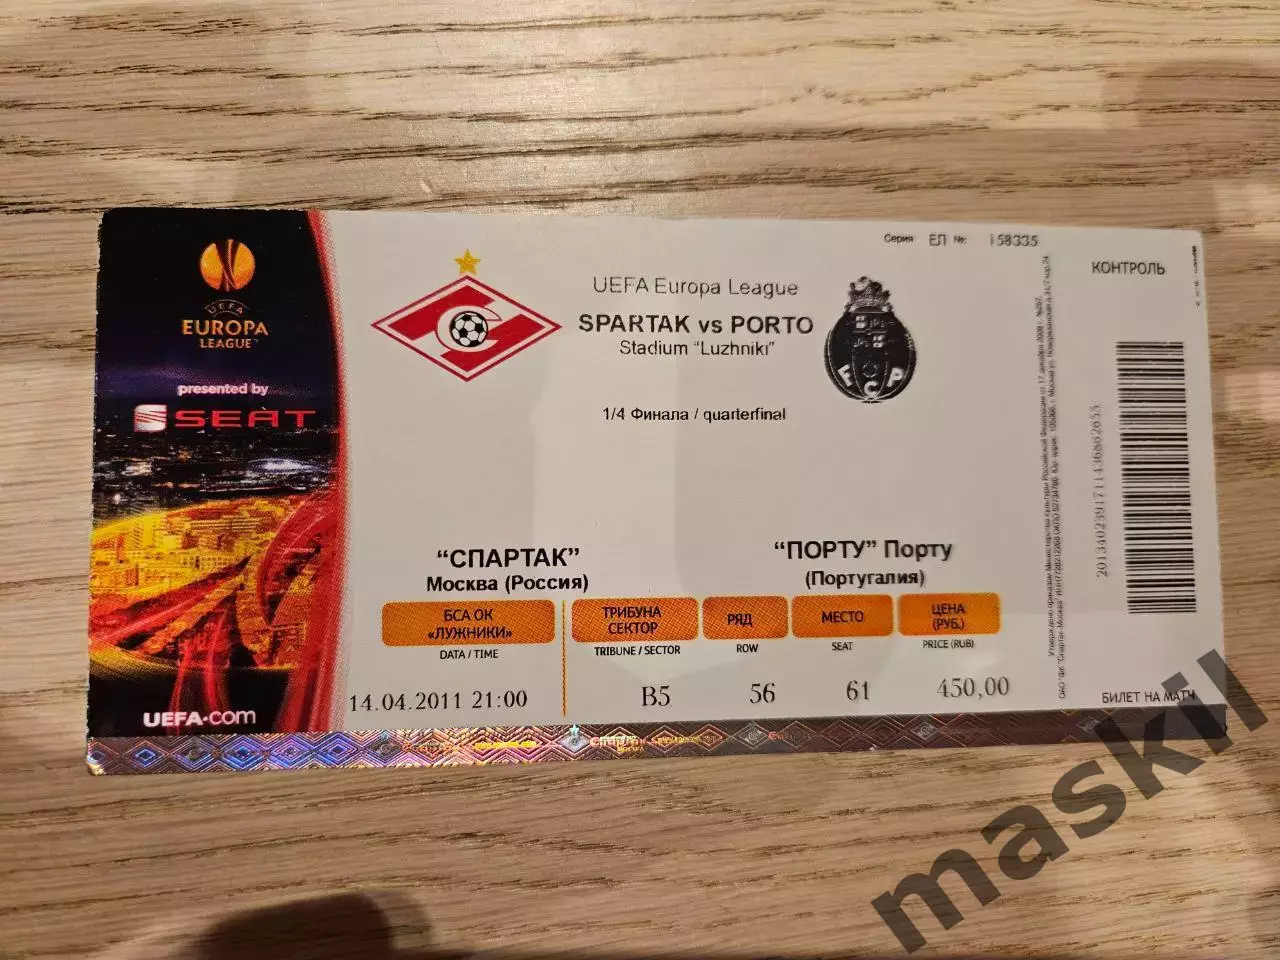 Серия ЕЛ №: 158335
UEFA
EUROPA
LEAGUE™
presented by
SEAT
UEFA.com
UEFA Europa League
SPARTAK vs PORTO
Stadium "Luzhniki"
1/4 Финала / quarterfinal
FCP
“СПАРТАК”
Москва (Россия)
“ПОРТУ” Порту
(Португалия)
БСА ОК
«ЛУЖНИКИ»
DATA / TIME
14.04.2011 21:00
ТРИБУНА
СЕКТОР
TRIBUNE / SECTOR
B5
РЯД
ROW
56
МЕСТО
SEAT
61
ЦЕНА
(РУБ.)
PRICE (RUB)
450,00
КОНТРОЛЬ
2013402391711436862655
БИЛЕТ НА МАТЧ
maskil